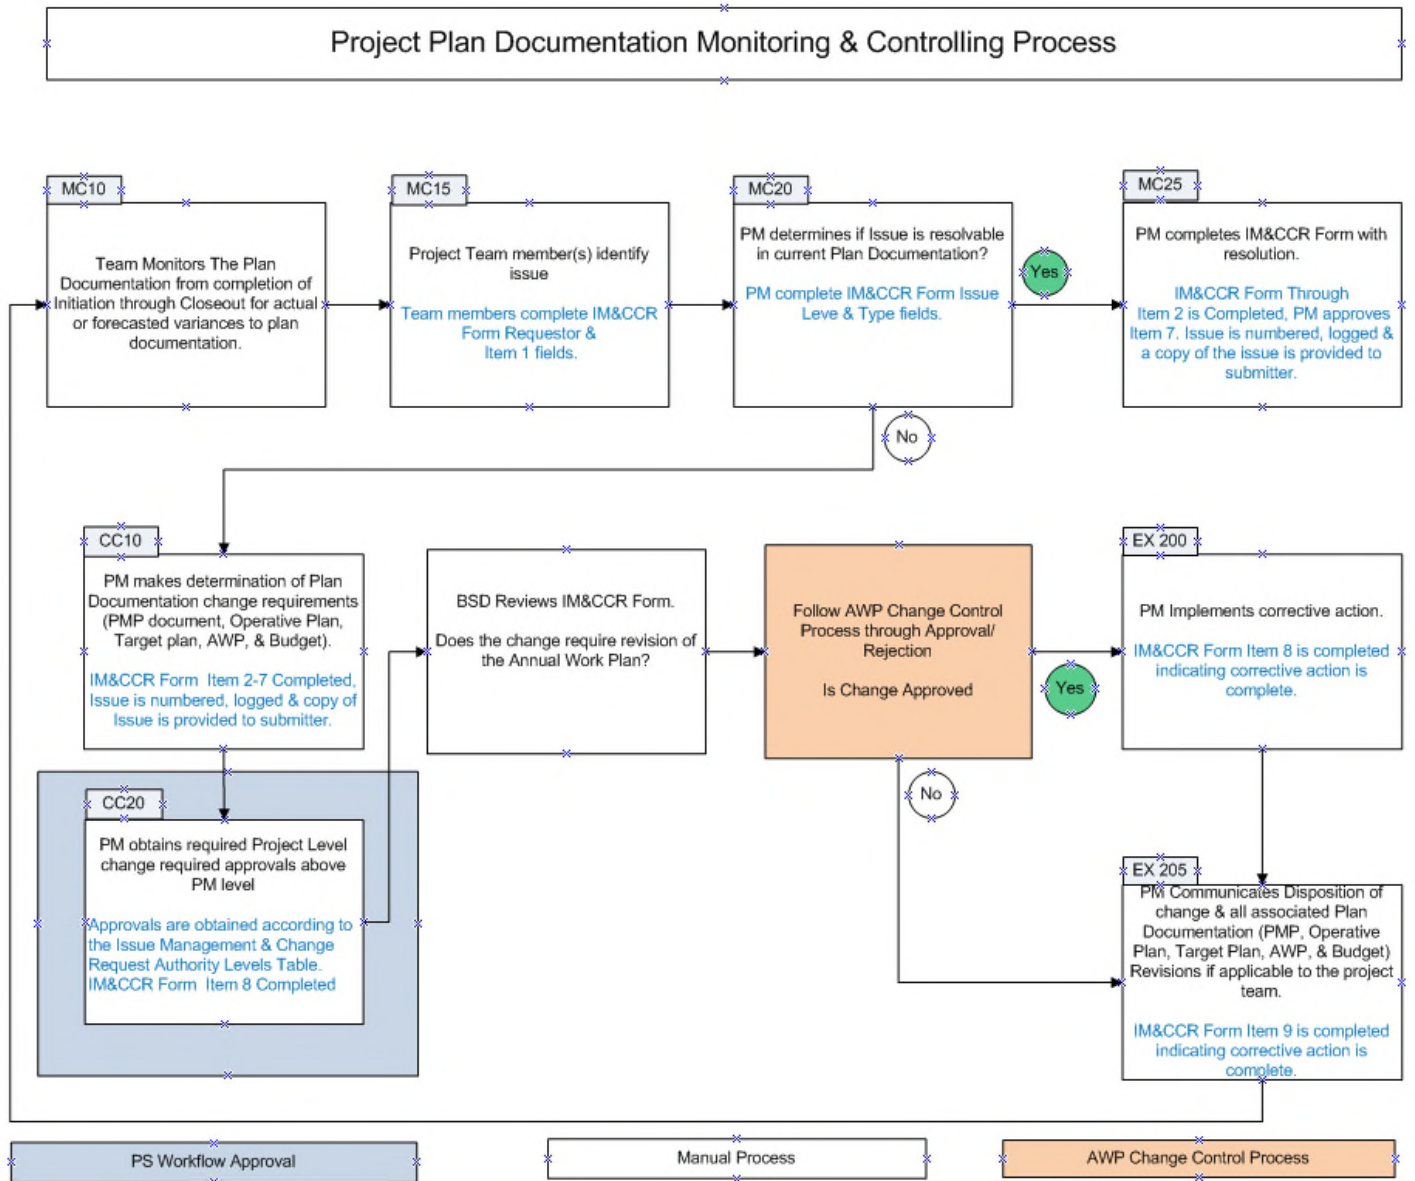 Project Plan Documentation Monitoring & Controlling Process
MC10
Team Monitors The Plan
Documentation from completion of
Initiation through Closeout for actual
or forecasted variances to plan
documentation.
MC15
Project Team member(s) identify
issue
Team members complete IM&CCR
Form Requestor &
Item 1 fields.
MC20
PM determines if Issue is resolvable
in current Plan Documentation?
PM complete IM&CCR Form Issue
Leve & Type fields.
Yes
MC25
PM completes IM&CCR Form with
resolution.
IM&CCR Form Through
Item 2 is Completed, PM approves
Item 7. Issue is numbered, logged &
a copy of the issue is provided to
submitter.
No
CC10
PM makes determination of Plan
Documentation change requirements
(PMP document, Operative Plan,
Target plan, AWP, & Budget).
IM&CCR Form Item 2-7 Completed,
Issue is numbered, logged & copy of
Issue is provided to submitter.
BSD Reviews IM&CCR Form.
Does the change require revision of
the Annual Work Plan?
Follow AWP Change Control
Process through Approval/
Rejection
Is Change Approved
Yes
EX 200
PM Implements corrective action.
IM&CCR Form Item 8 is completed
indicating corrective action is
complete.
No
CC20
PM obtains required Project Level
change required approvals above
PM level
Approvals are obtained according to
the Issue Management & Change
Request Authority Levels Table.
IM&CCR Form Item 8 Completed
EX 205
PM Communicates Disposition of
change & all associated Plan
Documentation (PMP, Operative
Plan, Target Plan, AWP, & Budget)
Revisions if applicable to the project
team.
IM&CCR Form Item 9 is completed
indicating corrective action is
complete.
PS Workflow Approval
Manual Process
AWP Change Control Process